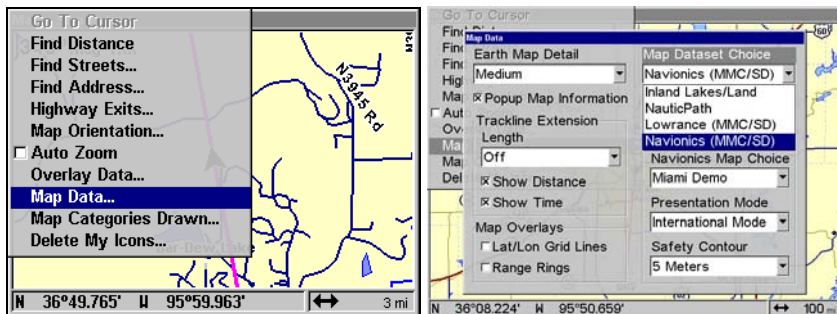 Go To Cursor
Find Distance
Find Streets...
Find Address...
Highway Exits...
Map Orientation...
Auto Zoom
Overlay Data...
Map Data...
Map Categories Drawn...
Delete My Icons...
N3945 Rd
N 36°49.765' W 95°59.963' 3 mi
Go To Cursor
Map Data
Earth Map Detail
Medium
Popup Map Information
Trackline Extension
Length
Off
Show Distance
Show Time
Map Overlays
Lat/Lon Grid Lines
Range Rings
Map Dataset Choice
Navionics (MMC/SD)
Inland Lakes/Land
NauticPath
Lowrance (MMC/SD)
Navionics (MMC/SD)
Navionics Map Choice
Miami Demo
Presentation Mode
International Mode
Safety Contour
5 Meters
60
N 36°08.224' W 95°50.659' 100